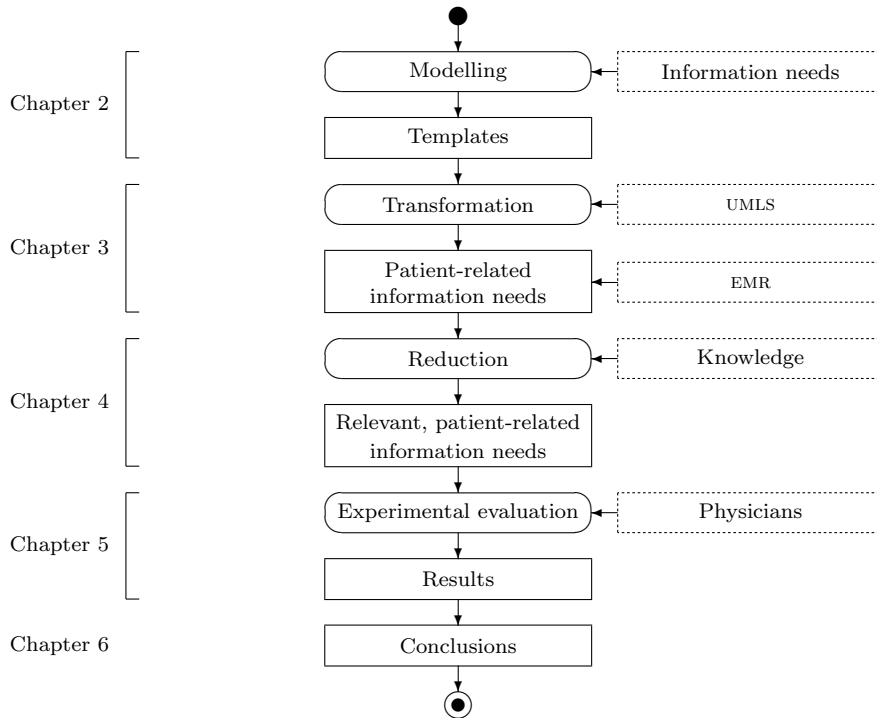 Modelling
Information needs
Chapter 2
Templates
Transformation
UMLS
Chapter 3
Patient-related
information needs
EMR
Reduction
Knowledge
Chapter 4
Relevant, patient-related
information needs
Experimental evaluation
Physicians
Chapter 5
Results
Chapter 6
Conclusions